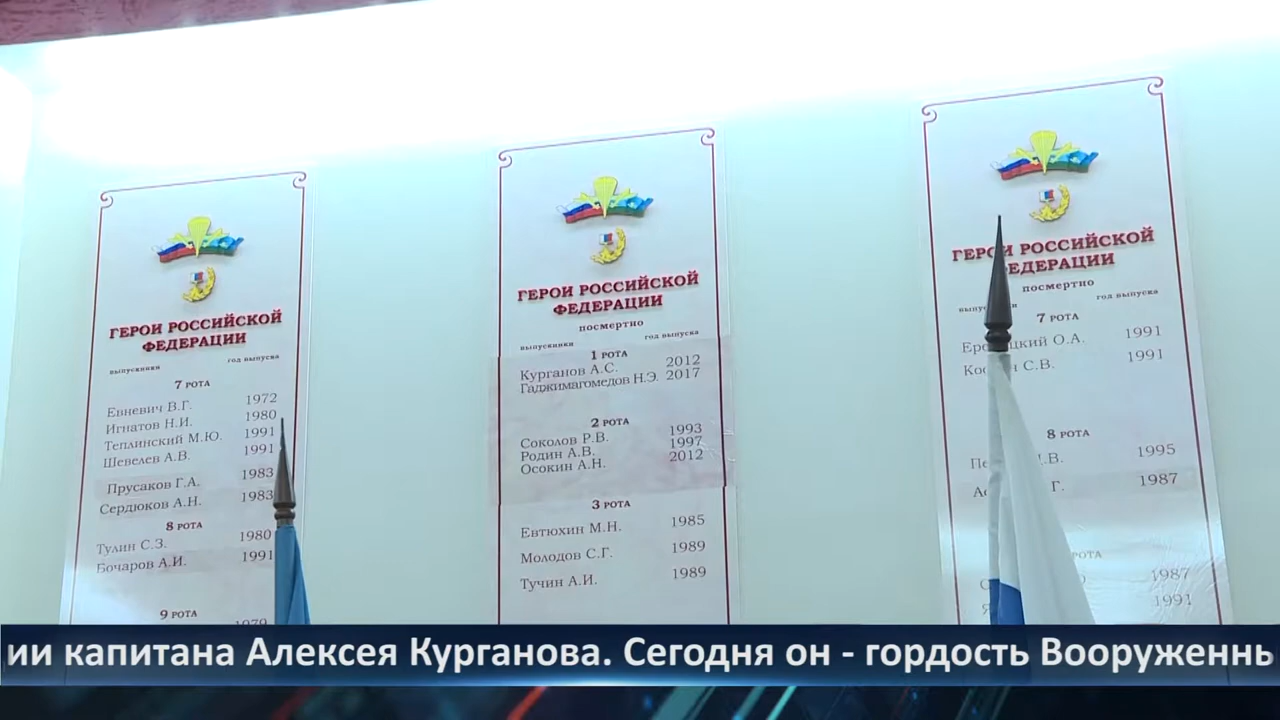 ГЕРОИ РОССИЙСКОЙ
ФЕДЕРАЦИИ
выпускники год выпуска
7 РОТА
Евневич В.Г. 1972
Игнатов Н.И. 1980
Теплинский М.Ю. 1991
Шевелев А.В. 1991
Прусаков Г.А. 1983
Сердюков А.Н. 1983
8 РОТА
Тулин С.З. 1980
Бочаров А.И. 1991
9 РОТА
ГЕРОИ РОССИЙСКОЙ
ФЕДЕРАЦИИ
посмертно
выпускники год выпуска
1 РОТА
Курганов А.С. 2012
Гаджимагомедов Н.Э. 2017
2 РОТА
Соколов Р.В. 1993
Родин А.В. 1997
Осокин А.Н. 2012
3 РОТА
Евтюхин М.Н. 1985
Молодов С.Г. 1989
Тучин А.И. 1989
ГЕРОИ РОССИЙСКОЙ
ЕДЕРАЦИИ
посмертно
год выпуска
7 РОТА
О.А. 1991
С.В. 1991
8 РОТА
1995
1987
РОТА
1987
1991
ии капитана Алексея Курганова. Сегодня он - гордость Вооруженнь